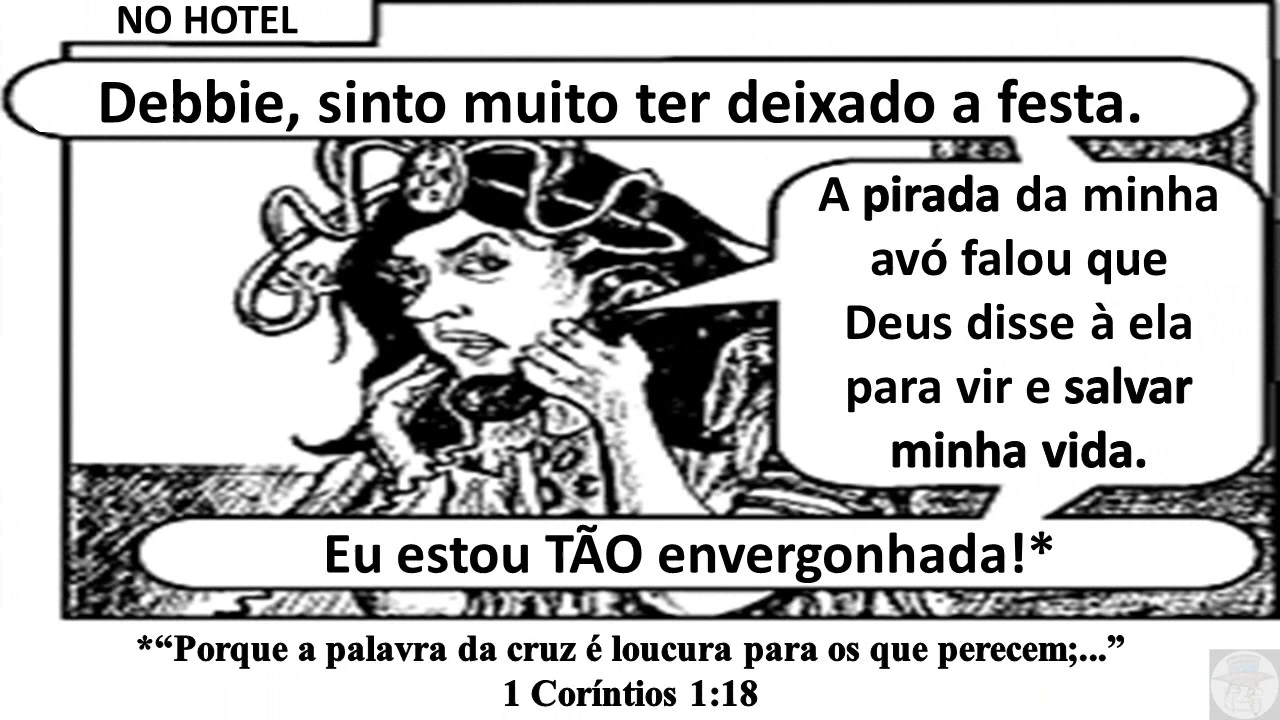 NO HOTEL
Debbie, sinto muito ter deixado a festa.
A pirada da minha
avó falou que
Deus disse à ela
para vir e salvar
minha vida.
Eu estou TÃO envergonhada!*
*“Porque a palavra da cruz é loucura para os que perecem;...”
1 Coríntios 1:18